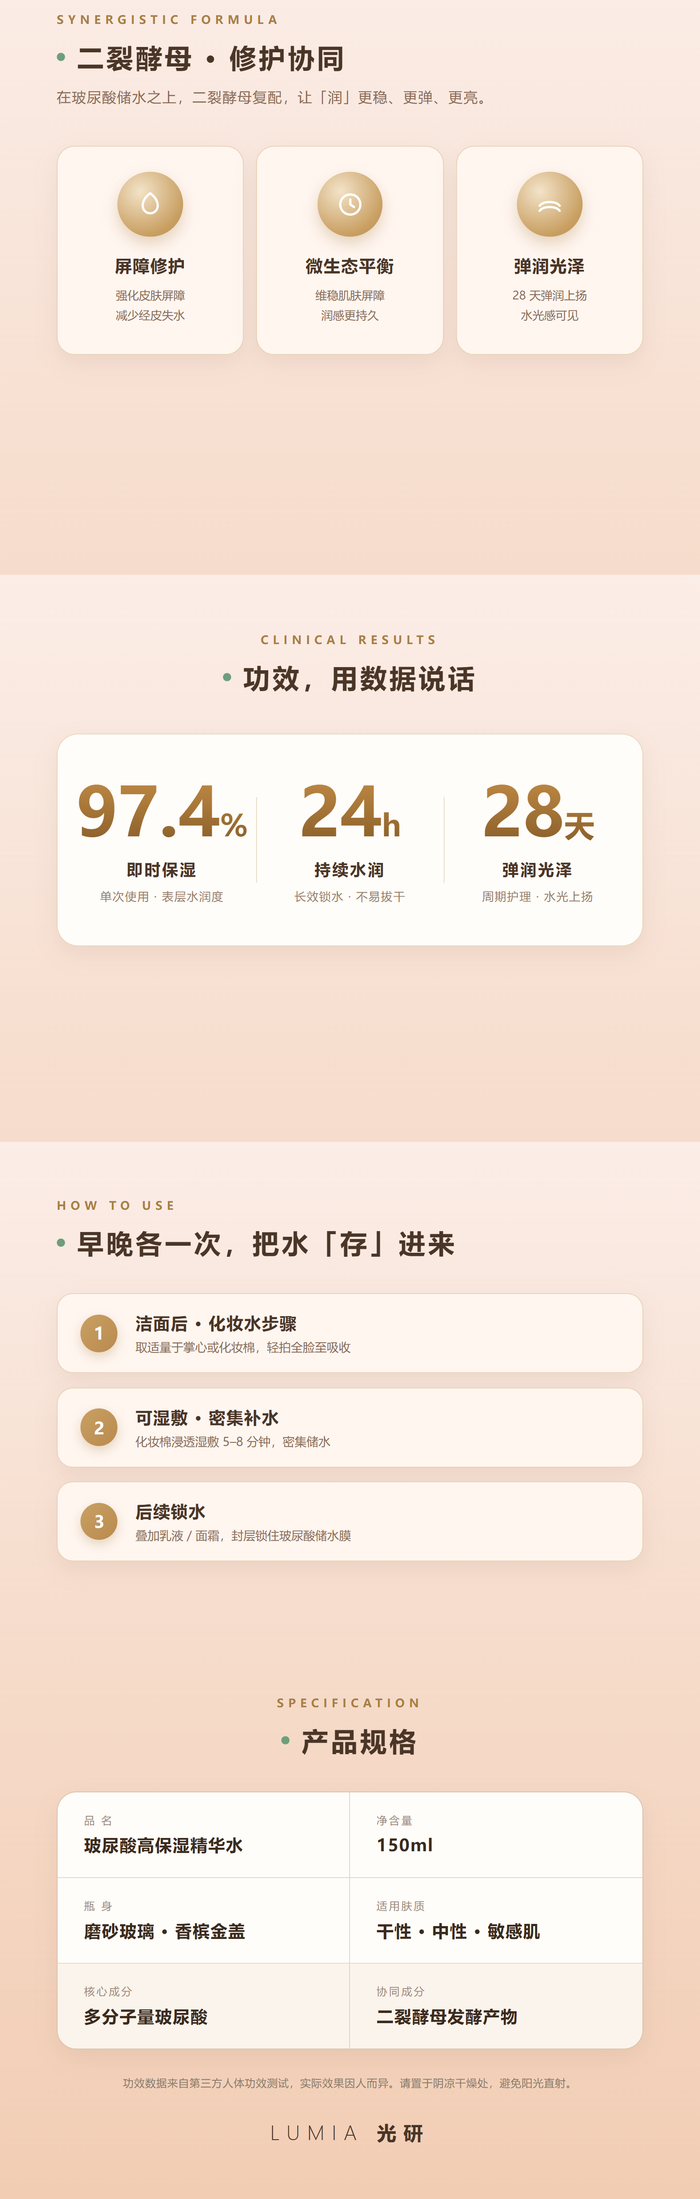 SYNERGISTIC FORMULA
二裂酵母 · 修护协同
在玻尿酸储水之上，二裂酵母复配，让「润」更稳、更弹、更亮。
屏障修护
强化皮肤屏障
减少经皮失水
微生态平衡
维稳肌肤屏障
润感更持久
弹润光泽
28 天弹润上扬
水光感可见
CLINICAL RESULTS
功效，用数据说话
97.4%
即时保湿
单次使用 · 表层水润度
24h
持续水润
长效锁水 · 不易拔干
28天
弹润光泽
周期护理 · 水光上扬
HOW TO USE
早晚各一次，把水「存」进来
1
洁面后 · 化妆水步骤
取适量于掌心或化妆棉，轻拍全脸至吸收
2
可湿敷 · 密集补水
化妆棉浸透湿敷 5–8 分钟，密集储水
3
后续锁水
叠加乳液 / 面霜，封层锁住玻尿酸储水膜
SPECIFICATION
产品规格
品 名
玻尿酸高保湿精华水
净含量
150ml
瓶 身
磨砂玻璃 · 香槟金盖
适用肤质
干性 · 中性 · 敏感肌
核心成分
多分子量玻尿酸
协同成分
二裂酵母发酵产物
功效数据来自第三方人体功效测试，实际效果因人而异。请置于阴凉干燥处，避免阳光直射。
LUMIA 光研